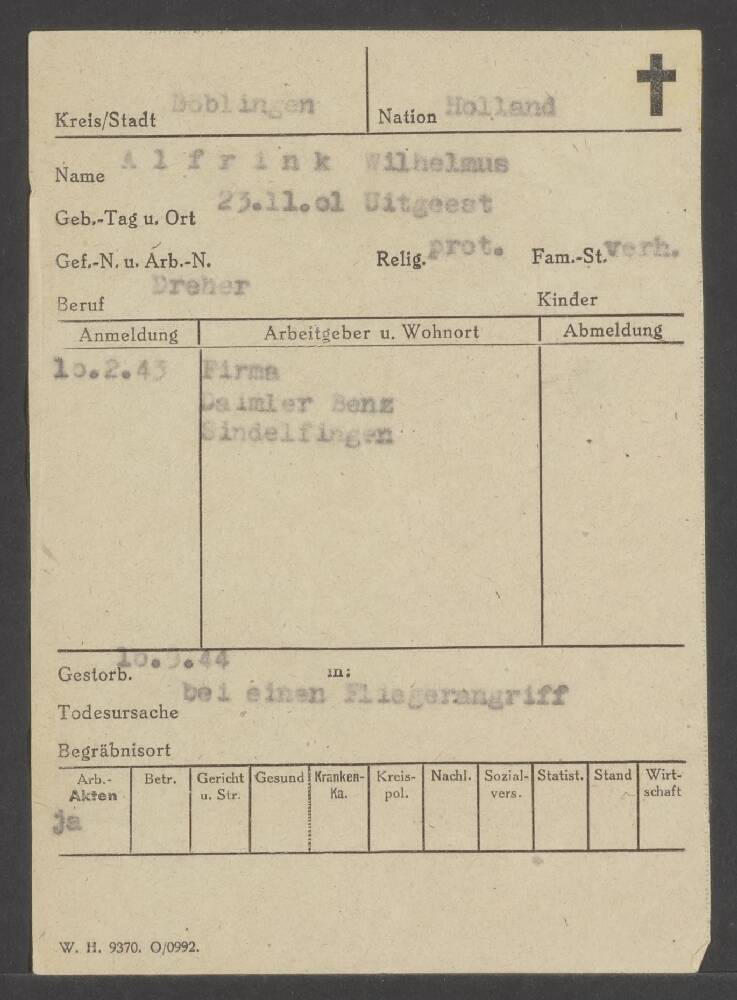 Kreis/Stadt Böblingen Nation Holland
Name Alfrink Wilhelmus
Geb.-Tag u. Ort 23.11.01 Uitgeest
Gef.-N. u. Arb.-N. Relig. prot. Fam.-St. verh.
Beruf Dreher Kinder
Anmeldung Arbeitgeber u. Wohnort Abmeldung
10.2.43 Firma
Daimler Benz
Sindelfingen
Gestorb. in:
Todesursache bei einen Fliegerangriff
Begräbnisort
Arb.-Akten Betr. Gericht u. Str. Gesund Kranken-Ka. Kreis-pol. Nachl. Sozial-vers. Statist. Stand Wirt-schaft
ja
W. H. 9370. O/0992.